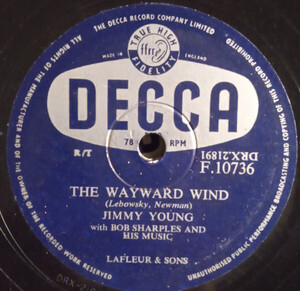 THE DECCA RECORD COMPANY LIMITED
ALL RIGHTS OF THE MANUFACTURER AND OF THE OWNER OF THE RECORDED WORK RESERVED
UNAUTHORISED PUBLIC PERFORMANCE, BROADCASTING AND COPYING OF THIS RECORD PROHIBITED
TRUE HIGH
ffrr
FIDELITY
MADE IN
ENGLAND
DECCA
78 RPM
DRX.21891
F.10736
THE WAYWARD WIND
(Lebowsky, Newman)
JIMMY YOUNG
with BOB SHARPLES AND
HIS MUSIC
LAFLEUR & SONS